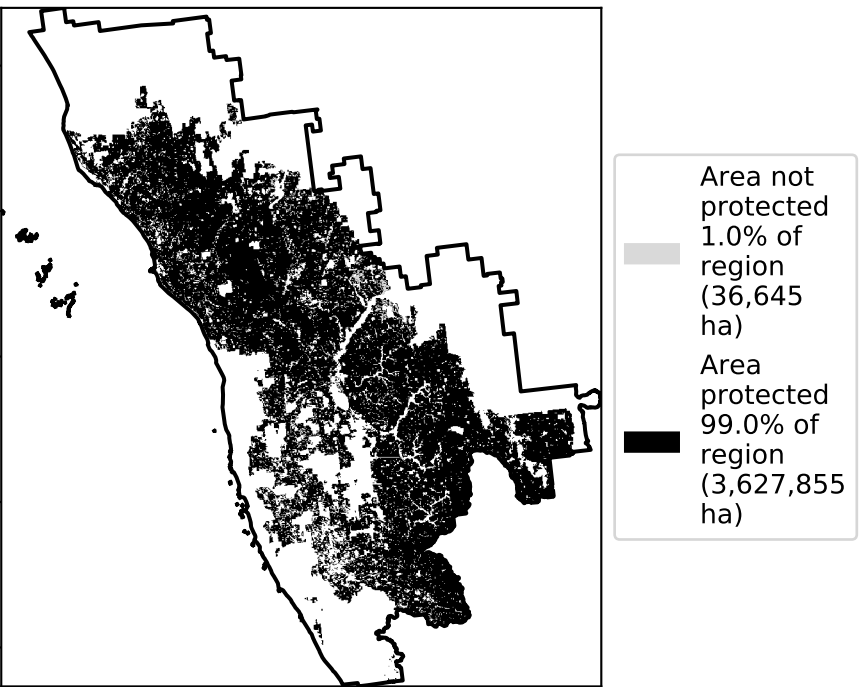 Area not
protected
1.0% of
region
(36,645
ha)
Area
protected
99.0% of
region
(3,627,855
ha)